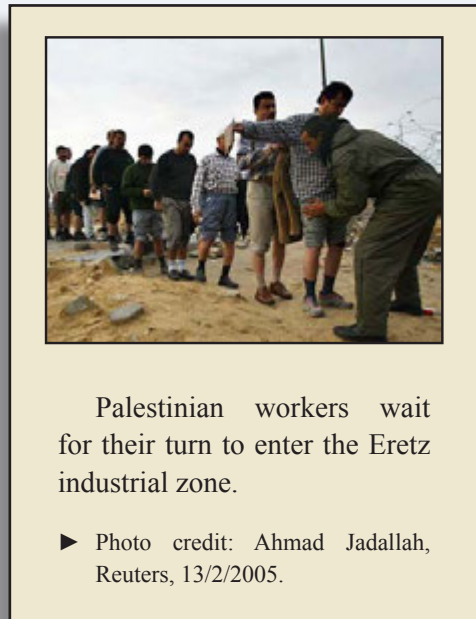 Palestinian workers wait
for their turn to enter the Eretz
industrial zone.
► Photo credit: Ahmad Jadallah,
Reuters, 13/2/2005.